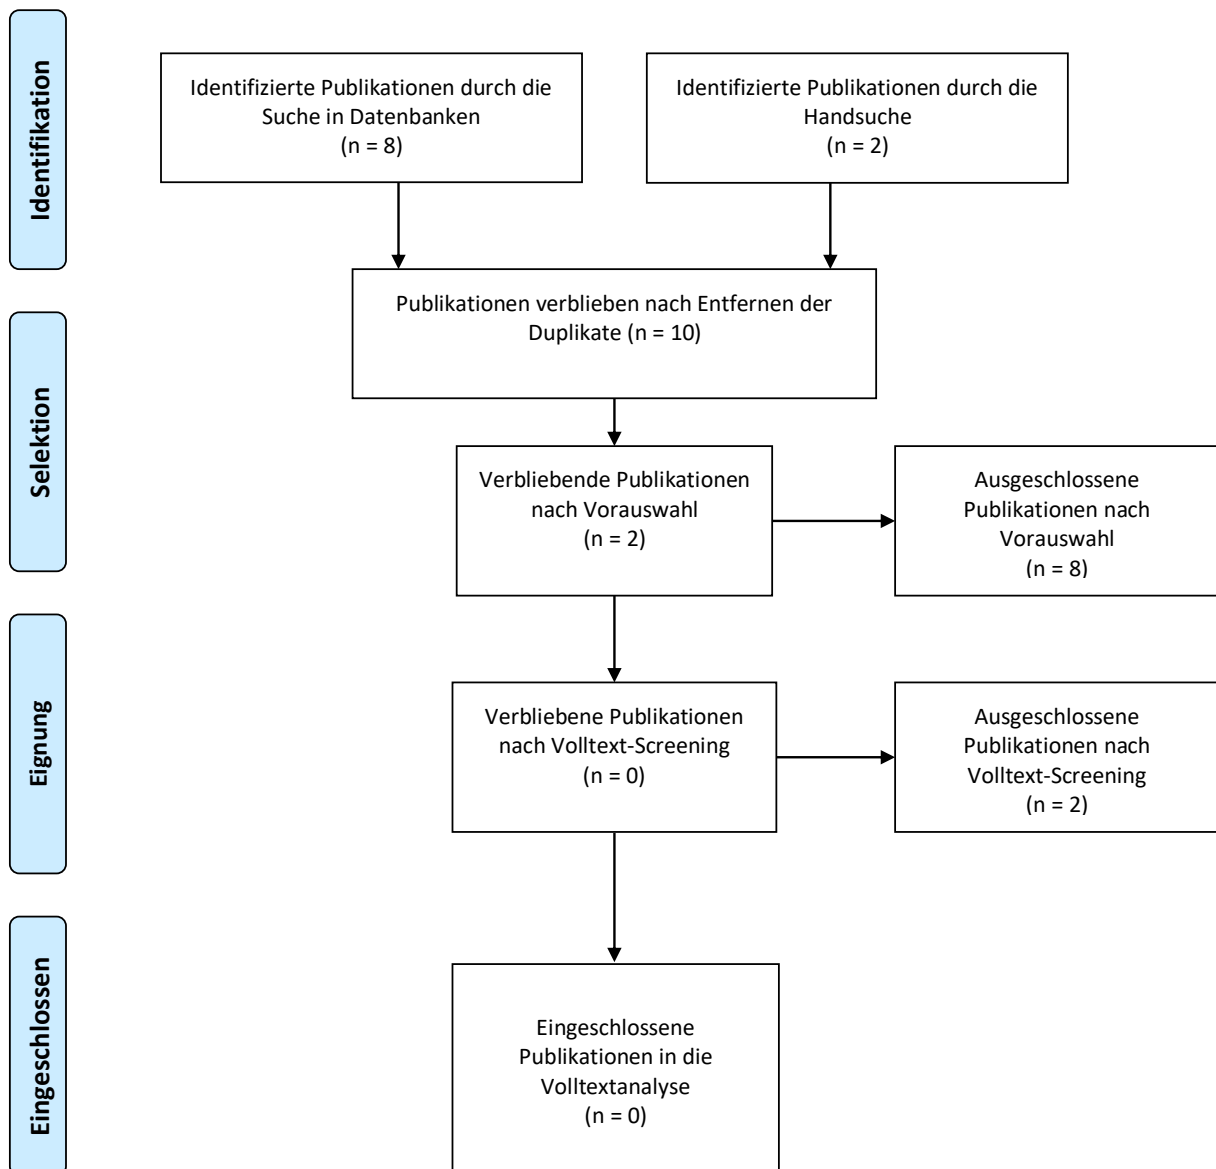 Identifikation
Identifizierte Publikationen durch die
Suche in Datenbanken
(n = 8)
Identifizierte Publikationen durch die
Handsuche
(n = 2)
Publikationen verblieben nach Entfernen der
Duplikate (n = 10)
Selektion
Verbliebende Publikationen
nach Vorauswahl
(n = 2)
Ausgeschlossene
Publikationen nach
Vorauswahl
(n = 8)
Eignung
Verbliebene Publikationen
nach Volltext-Screening
(n = 0)
Ausgeschlossene
Publikationen nach
Volltext-Screening
(n = 2)
Eingeschlossen
Eingeschlossene
Publikationen in die
Volltextanalyse
(n = 0)